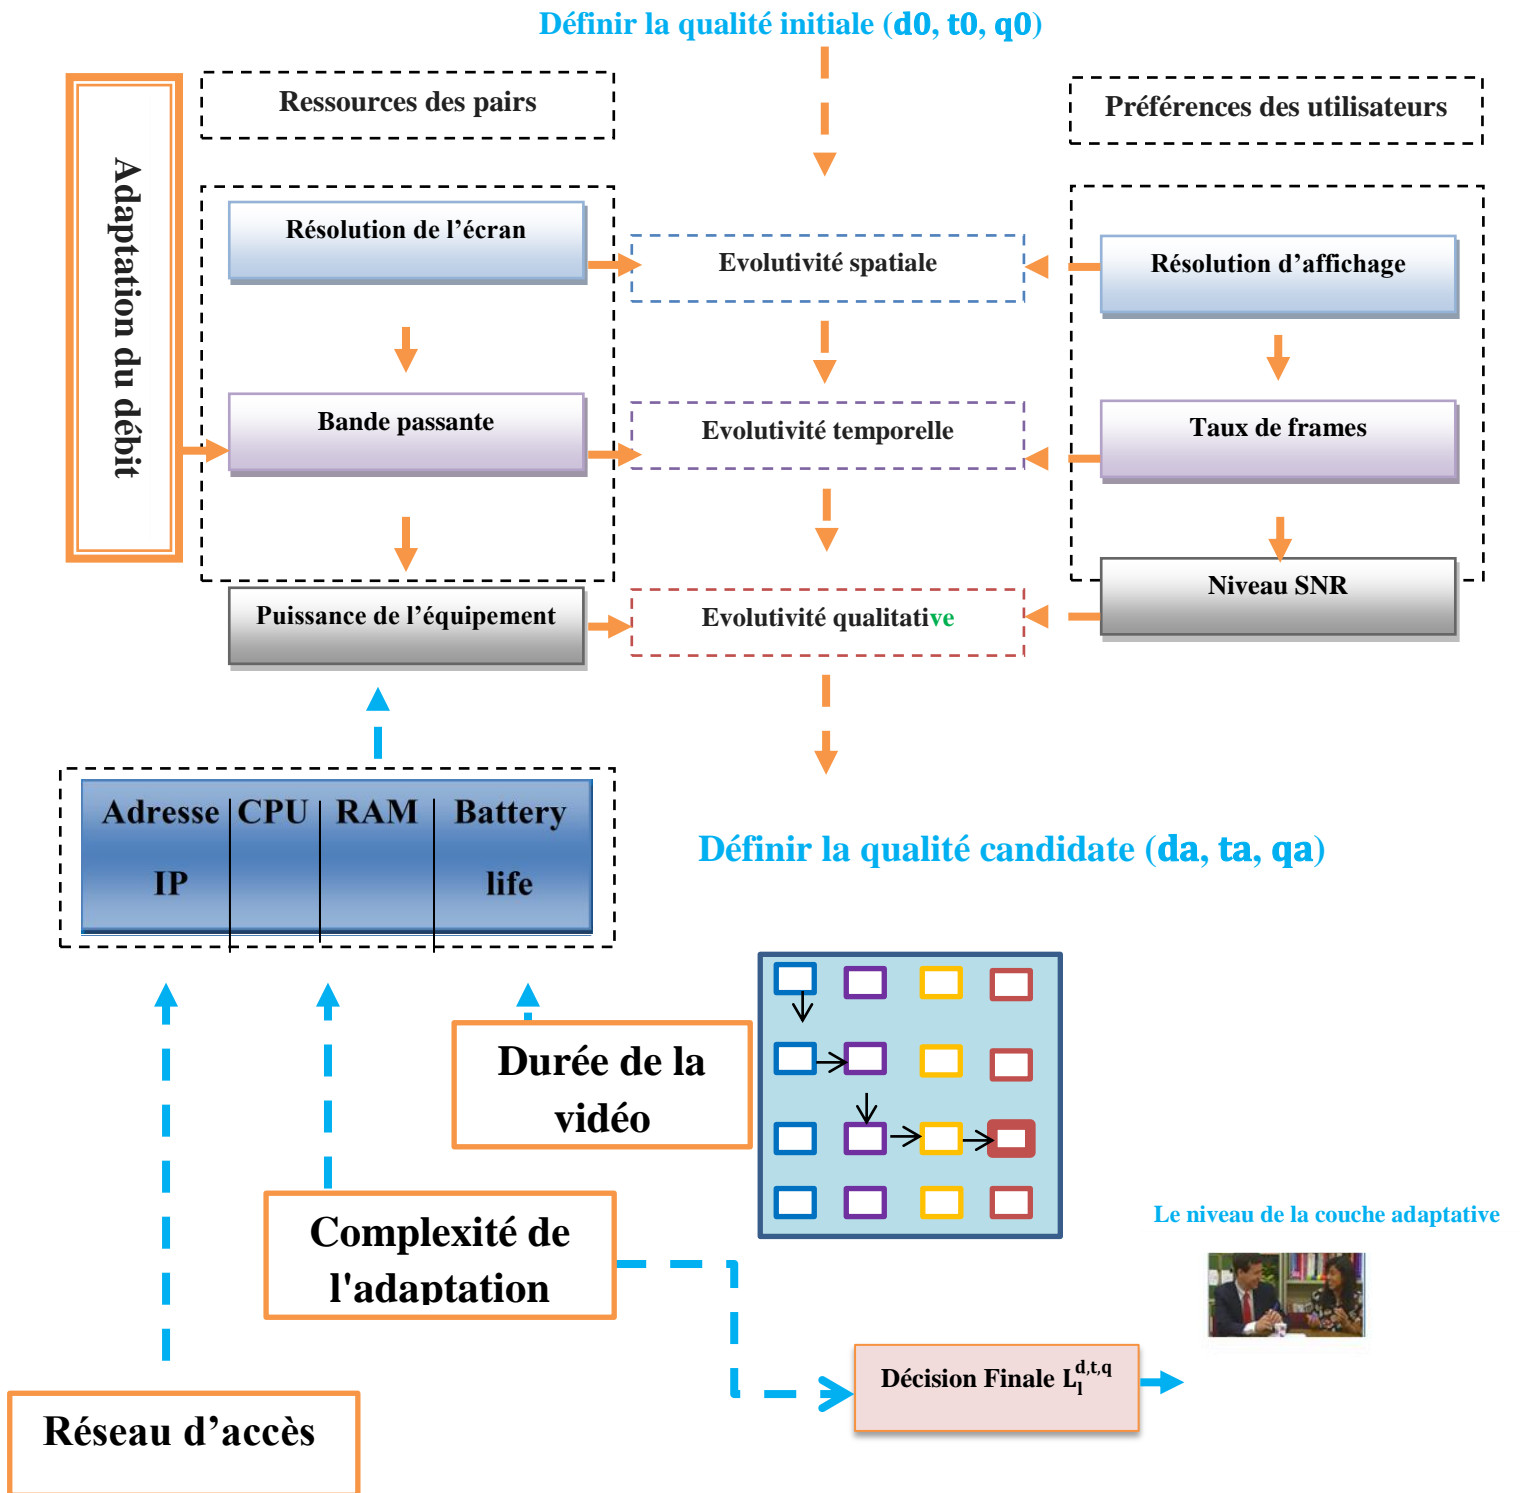 Définir la qualité initiale (d0, t0, q0)
Adaptation du débit
Ressources des pairs
Préférences des utilisateurs
Résolution de l’écran
Evolutivité spatiale
Résolution d’affichage
Bande passante
Evolutivité temporelle
Taux de frames
Puissance de l’équipement
Evolutivité qualitative
Niveau SNR
Adresse
IP
CPU
RAM
Battery
life
Définir la qualité candidate (da, ta, qa)
Durée de la
vidéo
Complexité de
l'adaptation
Le niveau de la couche adaptative
Décision Finale L_l^{d,t,q}
Réseau d’accès